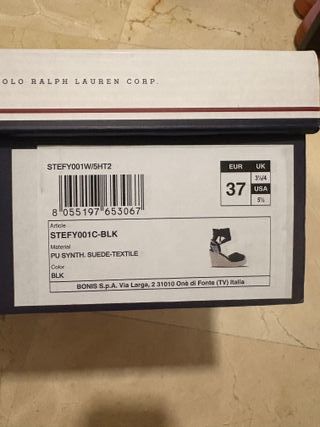 OLO RALPH LAUREN CORP.
STEFY001W/5HT2
8 055197 653067
EUR UK
37 3½/4
USA
5½
Article
STEFY001C-BLK
Material
PU SYNTH. SUEDE-TEXTILE
Color
BLK
BONIS S.p.A. Via Larga, 2 31010 Onè di Fonte (TV) Italia